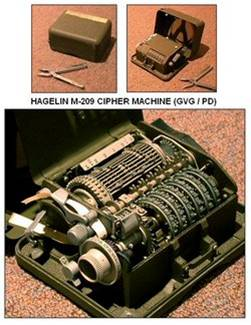 HAGELIN M-209 CIPHER MACHINE (GVG / PD)